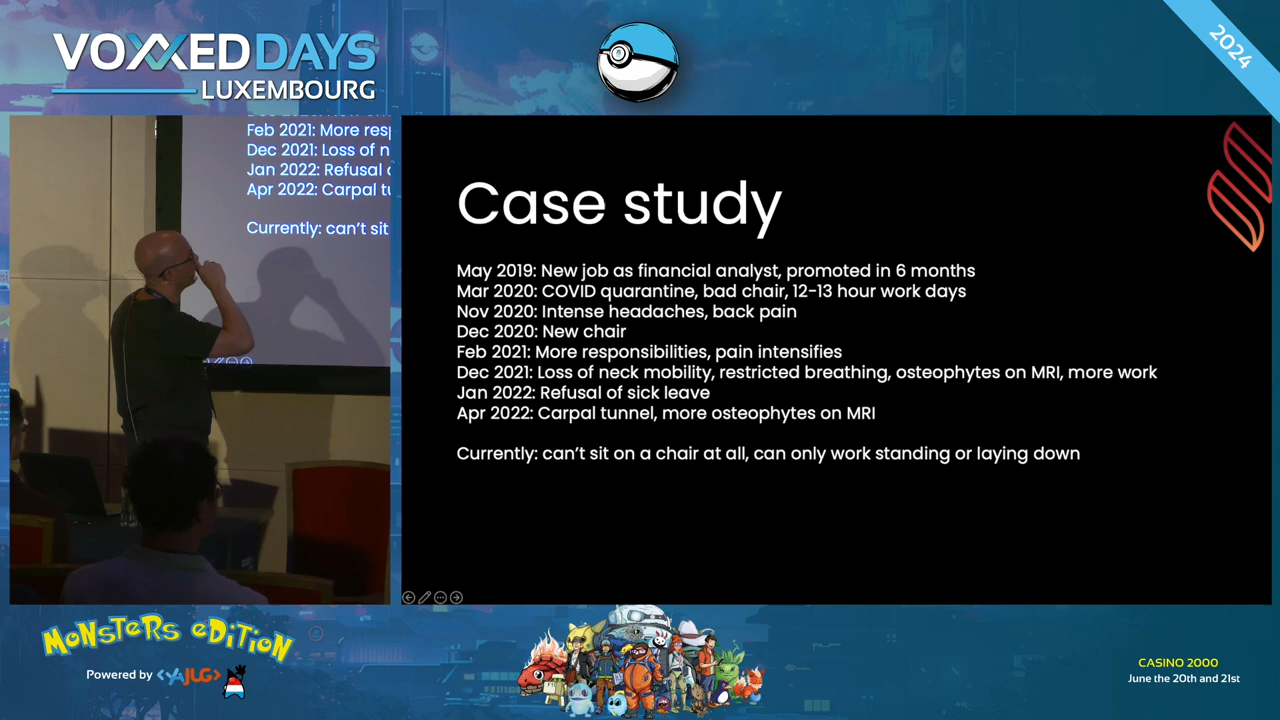 VOXXEDDAYS
LUXEMBOURG
2024
Feb 2021: More resp
Dec 2021: Loss of n
Jan 2022: Refusal
Apr 2022: Carpal tu
Currently: can't sit
Case study
May 2019: New job as financial analyst, promoted in 6 months
Mar 2020: COVID quarantine, bad chair, 12-13 hour work days
Nov 2020: Intense headaches, back pain
Dec 2020: New chair
Feb 2021: More responsibilities, pain intensifies
Dec 2021: Loss of neck mobility, restricted breathing, osteophytes on MRI, more work
Jan 2022: Refusal of sick leave
Apr 2022: Carpal tunnel, more osteophytes on MRI
Currently: can't sit on a chair at all, can only work standing or laying down
MONSTERS EDITION
Powered by <YAJUG>
CASINO 2000
June the 20th and 21st